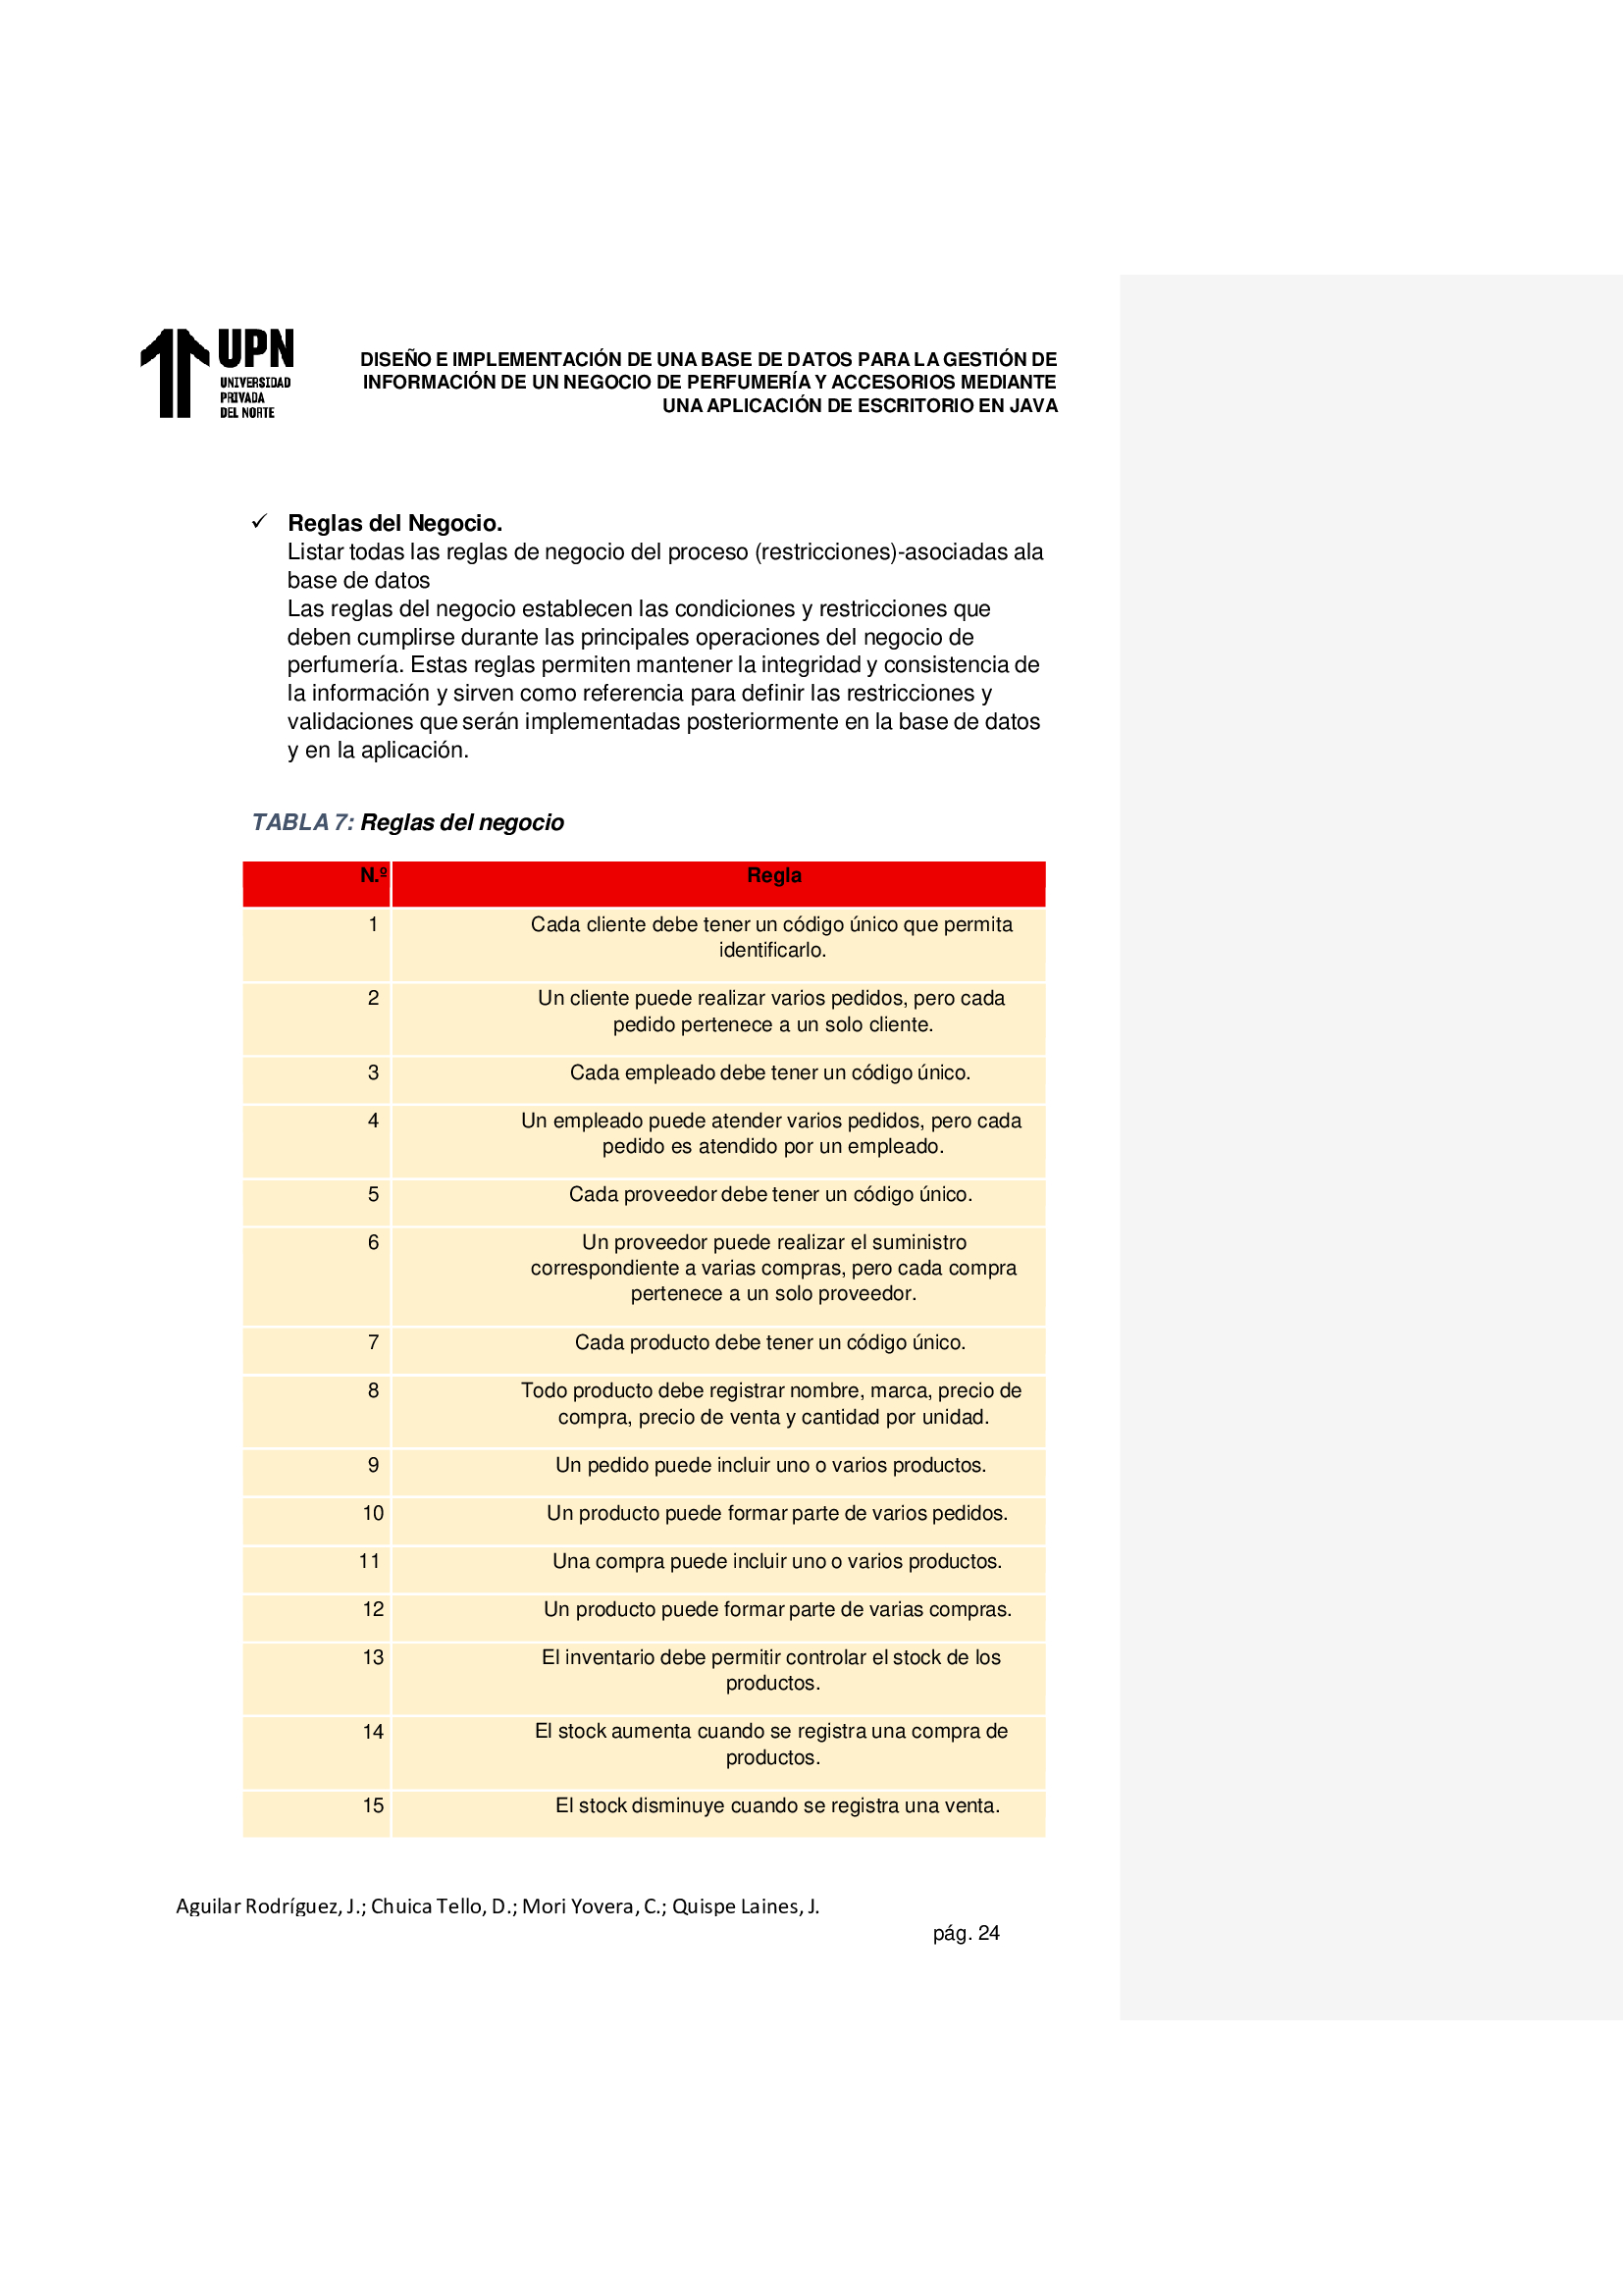 UPN
UNIVERSIDAD
PRIVADA
DEL NORTE
DISEÑO E IMPLEMENTACIÓN DE UNA BASE DE DATOS PARA LA GESTIÓN DE
INFORMACIÓN DE UN NEGOCIO DE PERFUMERÍA Y ACCESORIOS MEDIANTE
UNA APLICACIÓN DE ESCRITORIO EN JAVA
✓ Reglas del Negocio.
Listar todas las reglas de negocio del proceso (restricciones)-asociadas ala
base de datos
Las reglas del negocio establecen las condiciones y restricciones que
deben cumplirse durante las principales operaciones del negocio de
perfumería. Estas reglas permiten mantener la integridad y consistencia de
la información y sirven como referencia para definir las restricciones y
validaciones que serán implementadas posteriormente en la base de datos
y en la aplicación.
TABLA 7: Reglas del negocio
N.º Regla
1 Cada cliente debe tener un código único que permita
identificarlo.
2 Un cliente puede realizar varios pedidos, pero cada
pedido pertenece a un solo cliente.
3 Cada empleado debe tener un código único.
4 Un empleado puede atender varios pedidos, pero cada
pedido es atendido por un empleado.
5 Cada proveedor debe tener un código único.
6 Un proveedor puede realizar el suministro
correspondiente a varias compras, pero cada compra
pertenece a un solo proveedor.
7 Cada producto debe tener un código único.
8 Todo producto debe registrar nombre, marca, precio de
compra, precio de venta y cantidad por unidad.
9 Un pedido puede incluir uno o varios productos.
10 Un producto puede formar parte de varios pedidos.
11 Una compra puede incluir uno o varios productos.
12 Un producto puede formar parte de varias compras.
13 El inventario debe permitir controlar el stock de los
productos.
14 El stock aumenta cuando se registra una compra de
productos.
15 El stock disminuye cuando se registra una venta.
Aguilar Rodríguez, J.; Chuica Tello, D.; Mori Yovera, C.; Quispe Laines, J.
pág. 24